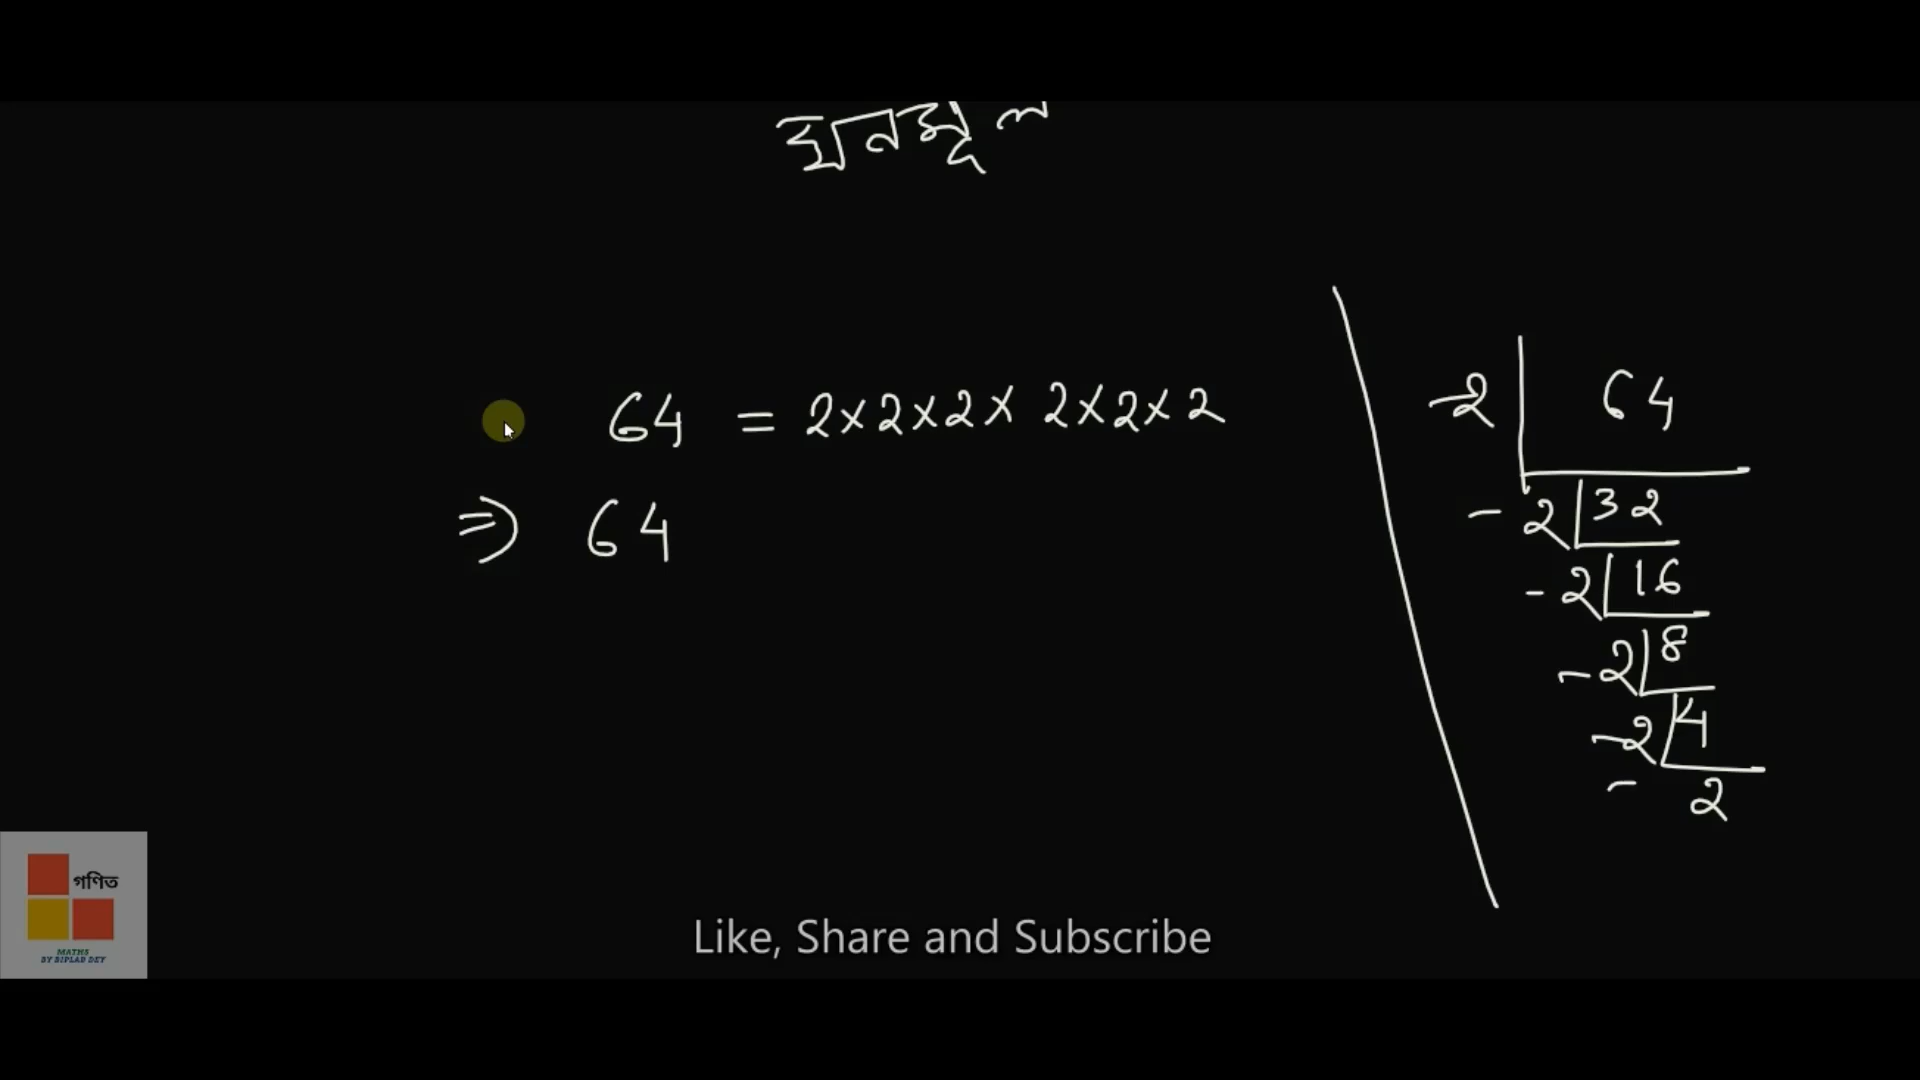 ঘনমূল
64 = 2×2×2× 2×2×2
⇒ 64
-2 | 64
- 2 | 32
- 2 | 16
- 2 | 8
- 2 | 4
- 2
গণিত
MATHS
BY BIPLAB DEY
Like, Share and Subscribe